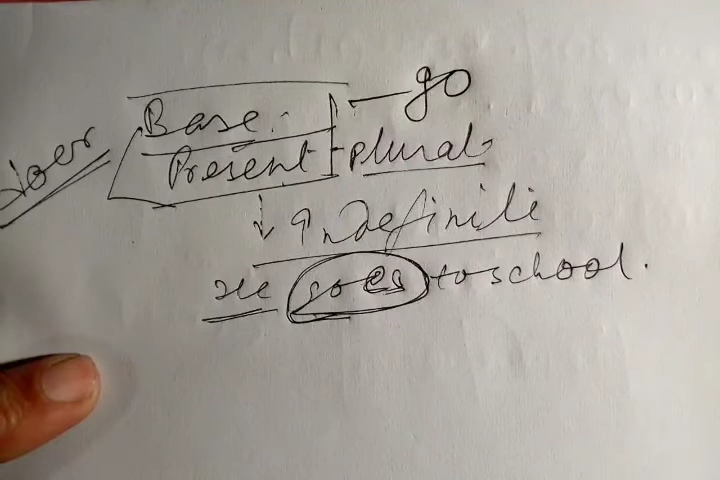 go
Base
does
Present plural
Indefinite
He goes to school.